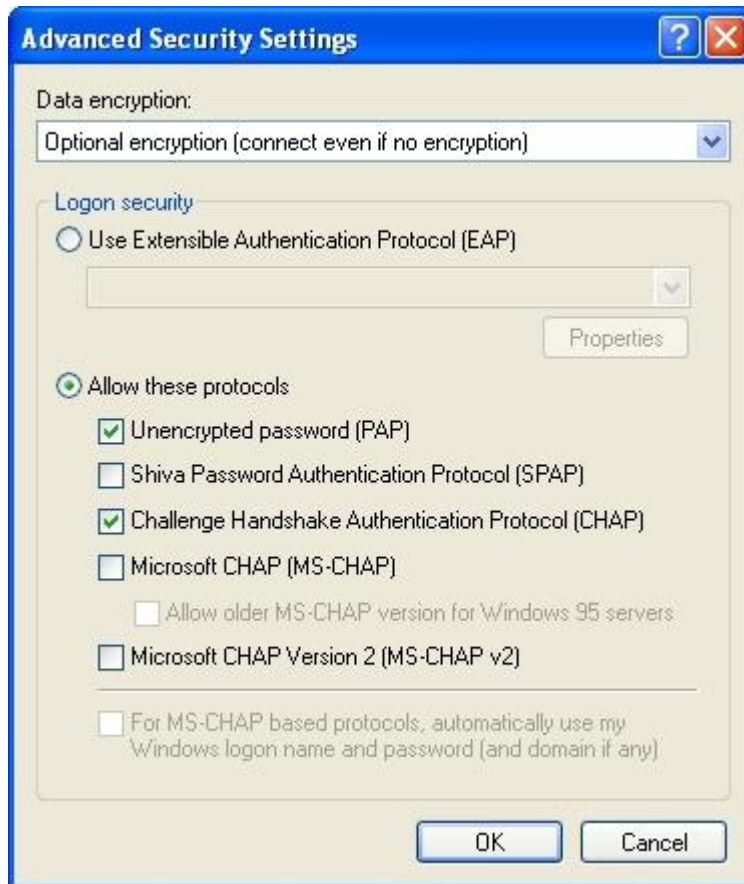 Advanced Security Settings
Data encryption:
Optional encryption (connect even if no encryption)
Logon security
Use Extensible Authentication Protocol (EAP)
Properties
Allow these protocols
Unencrypted password (PAP)
Shiva Password Authentication Protocol (SPAP)
Challenge Handshake Authentication Protocol (CHAP)
Microsoft CHAP (MS-CHAP)
Allow older MS-CHAP version for Windows 95 servers
Microsoft CHAP Version 2 (MS-CHAP v2)
For MS-CHAP based protocols, automatically use my
Windows logon name and password (and domain if any)
OK Cancel